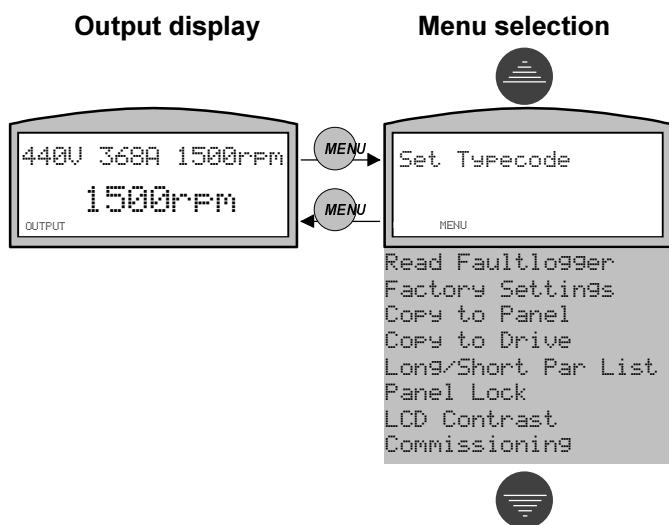 Output display
Menu selection
440V 368A 1500rpm
1500rpm
OUTPUT
MENU
MENU
Set Typecode
MENU
Read Faultlogger
Factory Settings
Copy to Panel
Copy to Drive
Long/Short Par List
Panel Lock
LCD Contrast
Commissioning